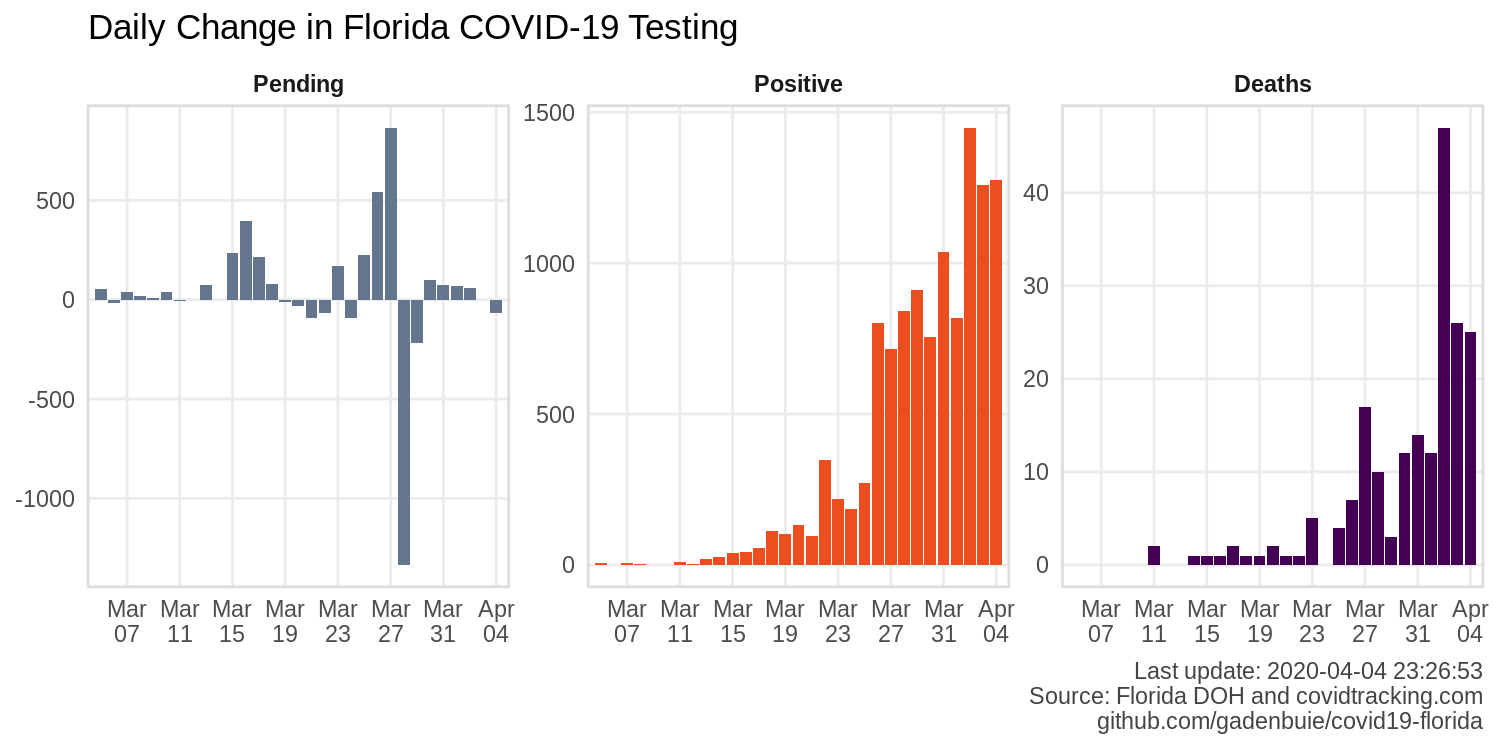 Daily Change in Florida COVID-19 Testing
Pending
Positive
Deaths
500
0
-500
-1000
1500
1000
500
0
40
30
20
10
0
Mar Mar Mar Mar Mar Mar Mar Apr
07 11 15 19 23 27 31 04
Mar Mar Mar Mar Mar Mar Mar Apr
07 11 15 19 23 27 31 04
Mar Mar Mar Mar Mar Mar Mar Apr
07 11 15 19 23 27 31 04
Last update: 2020-04-04 23:26:53
Source: Florida DOH and covidtracking.com
github.com/gadenbuie/covid19-florida